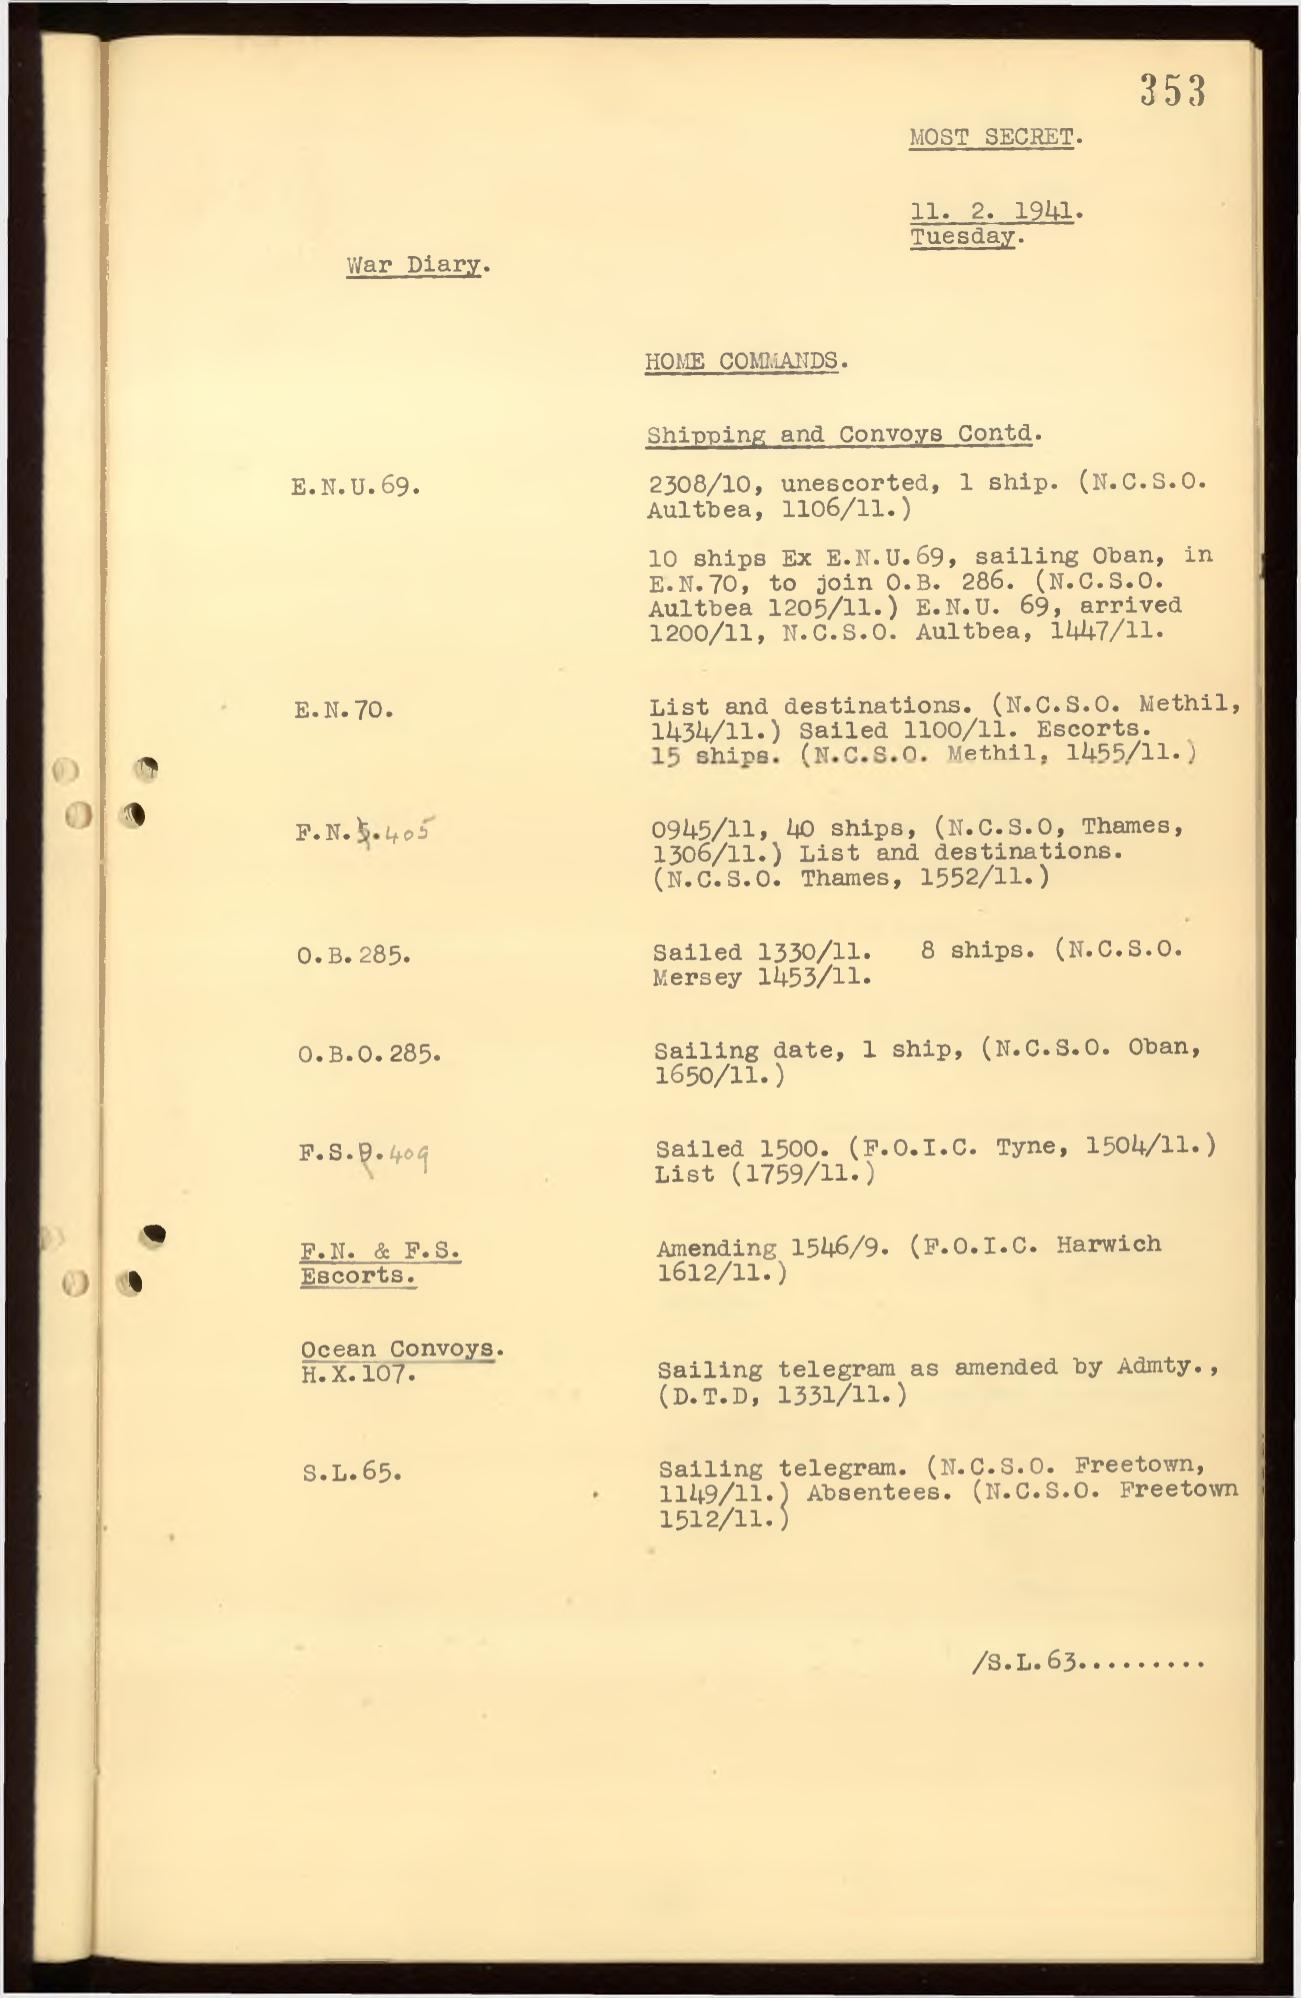 353
MOST SECRET.
11. 2. 1941.
Tuesday.
War Diary.
HOME COMMANDS.
Shipping and Convoys Contd.
E.N.U.69.
2308/10, unescorted, 1 ship. (N.C.S.O.
Aultbea, 1106/11.)
10 ships Ex E.N.U.69, sailing Oban, in
E.N.70, to join O.B. 286. (N.C.S.O.
Aultbea 1205/11.) E.N.U. 69, arrived
1200/11, N.C.S.O. Aultbea, 1447/11.
E.N.70.
List and destinations. (N.C.S.O. Methil,
1434/11.) Sailed 1100/11. Escorts.
15 ships. (N.C.S.O. Methil, 1455/11.)
F.N.5.405
0945/11, 40 ships, (N.C.S.O, Thames,
1306/11.) List and destinations.
(N.C.S.O. Thames, 1552/11.)
O.B.285.
Sailed 1330/11. 8 ships. (N.C.S.O.
Mersey 1453/11.
O.B.O.285.
Sailing date, 1 ship, (N.C.S.O. Oban,
1650/11.)
F.S.9.409
Sailed 1500. (F.O.I.C. Tyne, 1504/11.)
List (1759/11.)
F.N. & F.S.
Escorts.
Amending 1546/9. (F.O.I.C. Harwich
1612/11.)
Ocean Convoys.
H.X.107.
Sailing telegram as amended by Admty.,
(D.T.D, 1331/11.)
S.L.65.
Sailing telegram. (N.C.S.O. Freetown,
1149/11.) Absentees. (N.C.S.O. Freetown
1512/11.)
/S.L.63.........